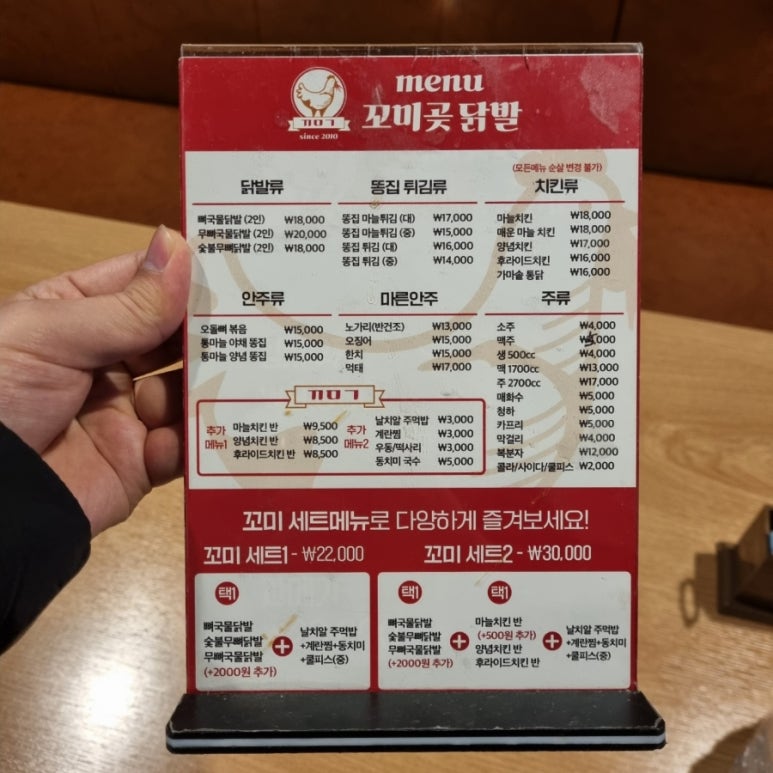 menu
꼬미곳 닭발
ㄲㅁㄱ
since 2010
(모든메뉴 순살 변경 불가)
닭발류
뼈국물닭발 (2인) ₩18,000
무뼈국물닭발 (2인) ₩20,000
숯불무뼈닭발 (2인) ₩18,000
똥집 튀김류
똥집 마늘튀김 (대) ₩17,000
똥집 마늘튀김 (중) ₩15,000
똥집 튀김 (대) ₩16,000
똥집 튀김 (중) ₩14,000
치킨류
마늘치킨 ₩18,000
매운 마늘 치킨 ₩18,000
양념치킨 ₩17,000
후라이드치킨 ₩16,000
가마솥 통닭 ₩16,000
안주류
오돌뼈 볶음 ₩15,000
통마늘 야채 똥집 ₩15,000
통마늘 양념 똥집 ₩15,000
마른안주
노가리(반건조) ₩13,000
오징어 ₩15,000
한치 ₩15,000
먹태 ₩17,000
주류
소주 ₩4,000
맥주 ₩5,000
생 500cc ₩4,000
맥 1700cc ₩13,000
주 2700cc ₩17,000
매화수 ₩5,000
청하 ₩5,000
카프리 ₩5,000
막걸리 ₩4,000
복분자 ₩12,000
콜라/사이다/쿨피스 ₩2,000
ㄲㅁㄱ
추가
메뉴1
마늘치킨 반 ₩9,500
양념치킨 반 ₩8,500
후라이드치킨 반 ₩8,500
추가
메뉴2
날치알 주먹밥 ₩3,000
계란찜 ₩3,000
우동/떡사리 ₩3,000
동치미 국수 ₩5,000
꼬미 세트메뉴로 다양하게 즐겨보세요!
꼬미 세트1 - ₩22,000
택1
뼈국물닭발
숯불무뼈닭발
무뼈국물닭발
(+2000원 추가)
+
날치알 주먹밥
+계란찜+동치미
+쿨피스(중)
꼬미 세트2 - ₩30,000
택1
뼈국물닭발
숯불무뼈닭발
무뼈국물닭발
(+2000원 추가)
+
택1
마늘치킨 반
(+500원 추가)
양념치킨 반
후라이드치킨 반
+
날치알 주먹밥
+계란찜+동치미
+쿨피스(중)